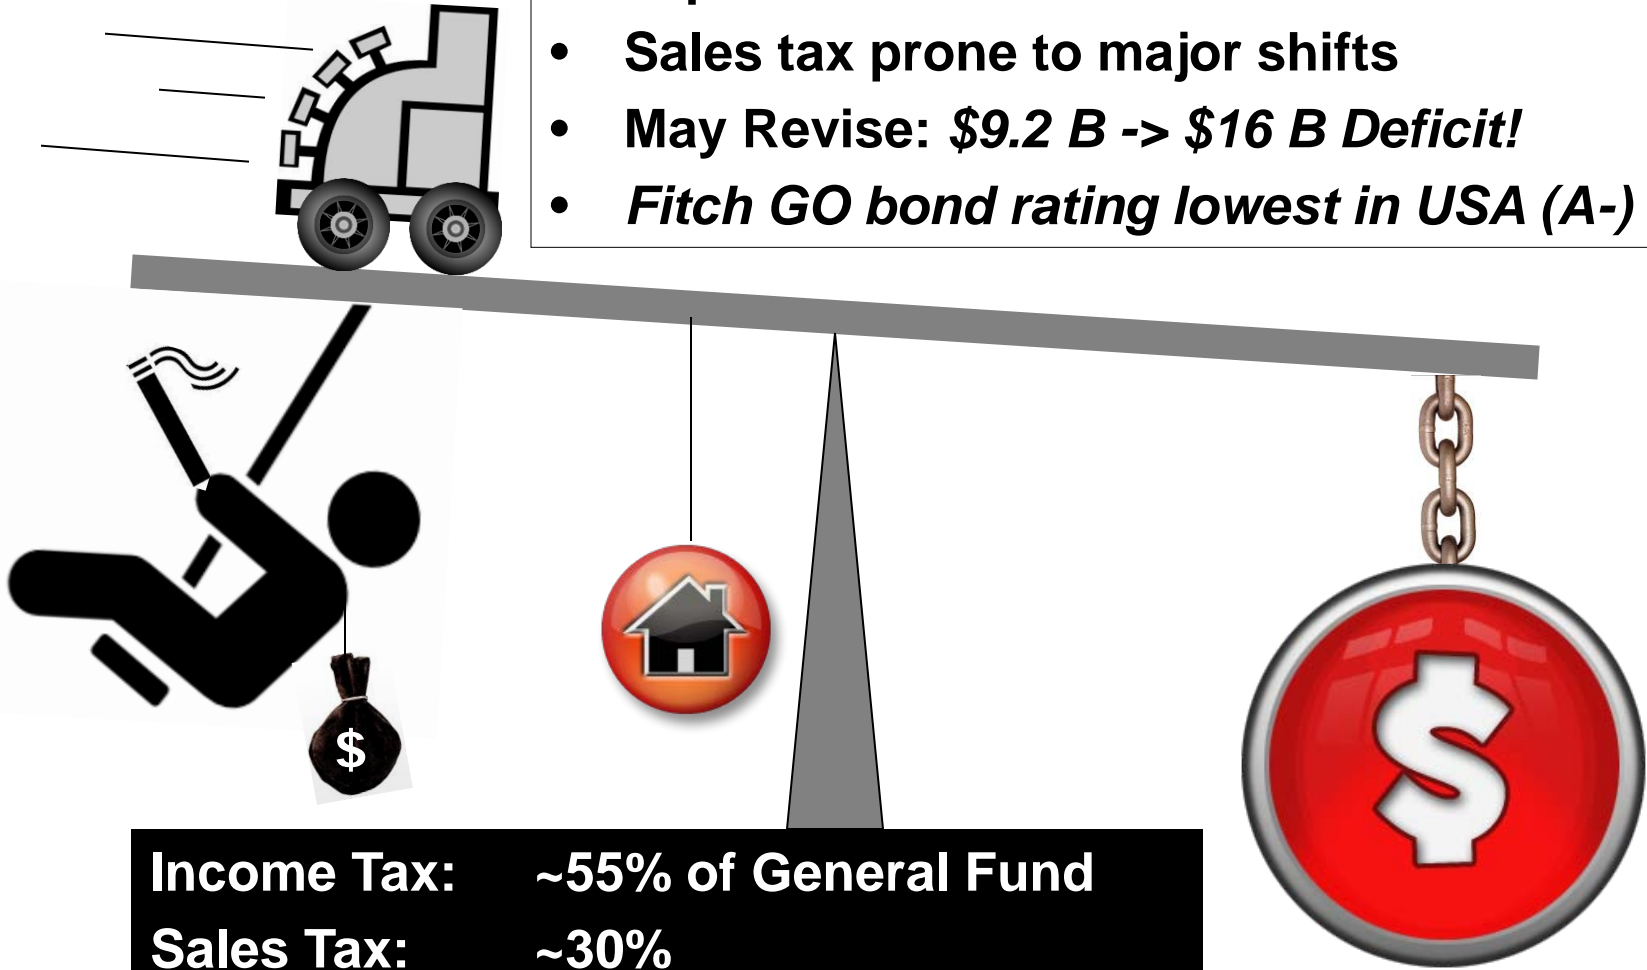 • Sales tax prone to major shifts
• May Revise: $9.2 B -> $16 B Deficit!
• Fitch GO bond rating lowest in USA (A-)
$
$
Income Tax: ~55% of General Fund
Sales Tax: ~30%